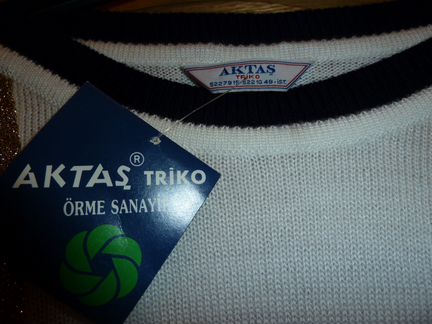 AKTAŞ
TRİKO
AKTAŞ® TRİKO
ÖRME SANAYİİ